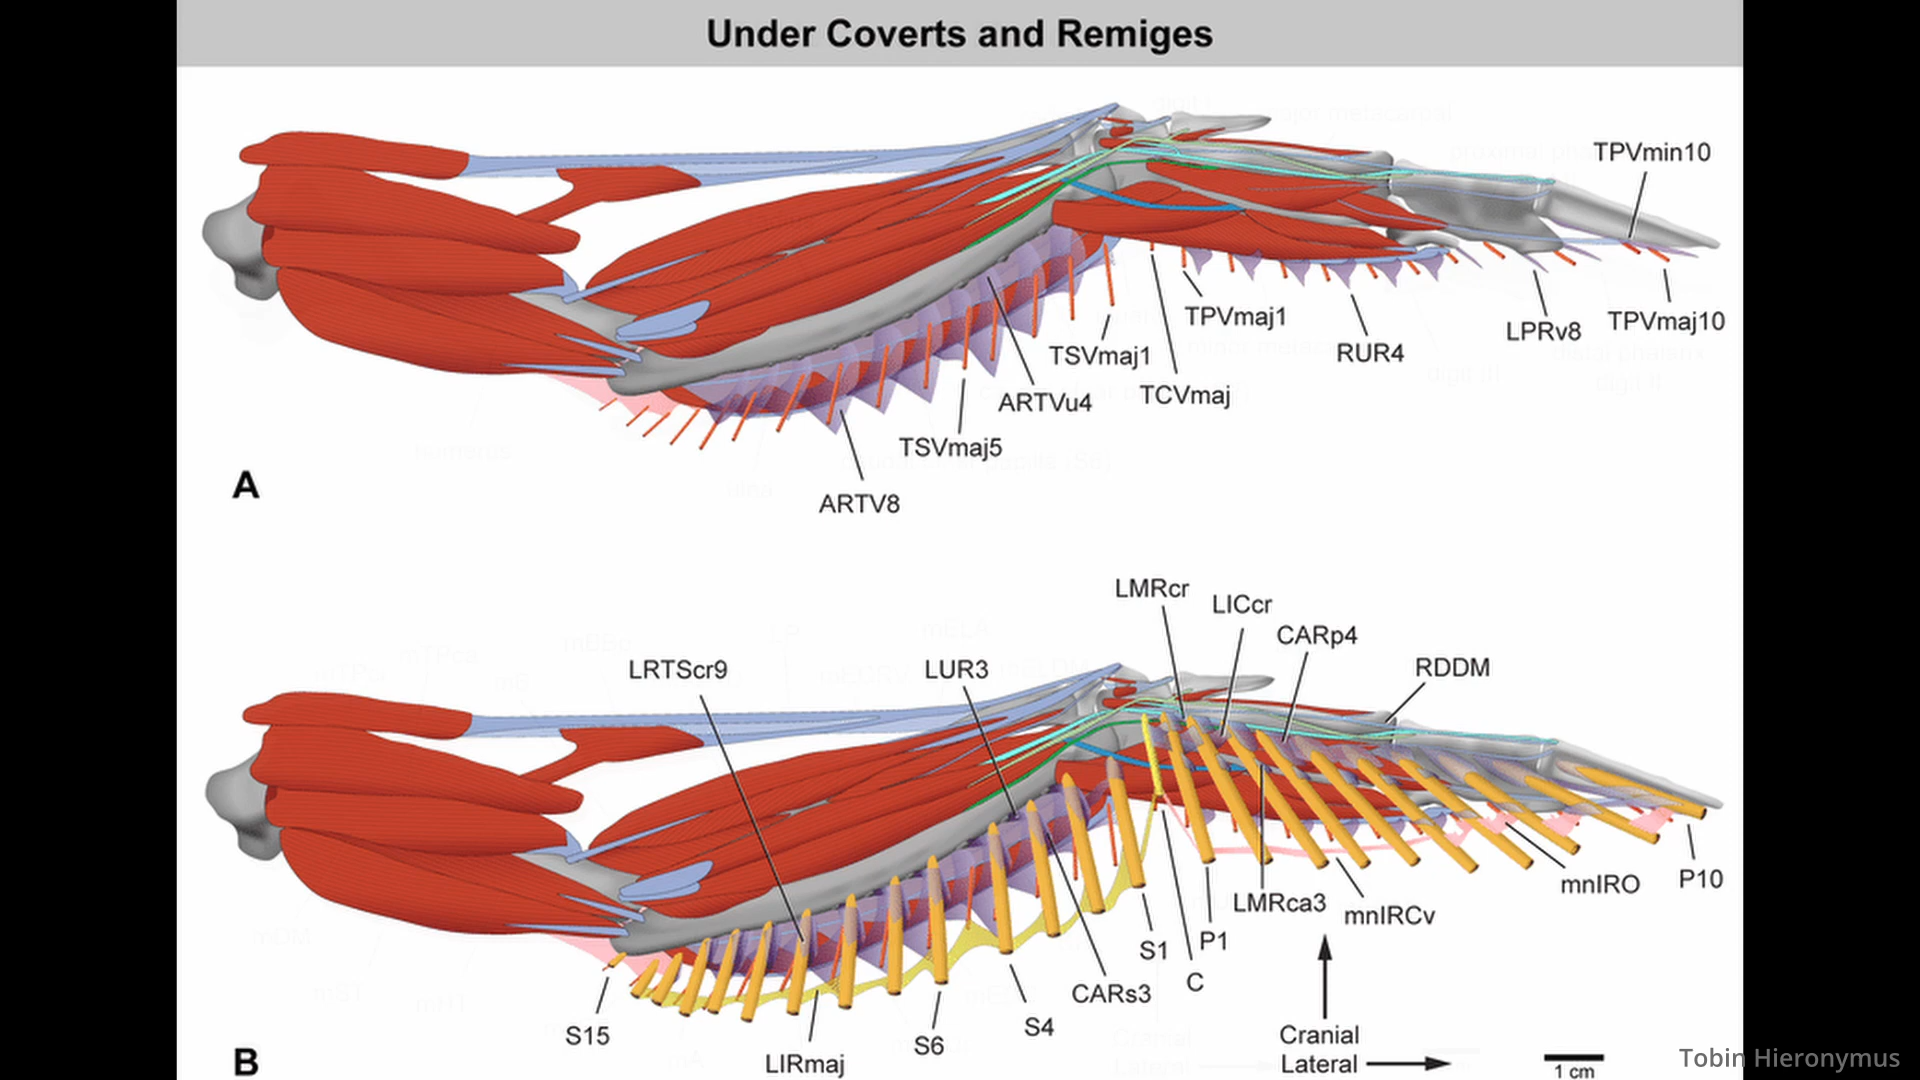 Under Coverts and Remiges
TPVmin10
TPVmaj1
TPVmaj10
LPRv8
TSVmaj1
RUR4
TCVmaj
ARTVu4
TSVmaj5
A
ARTV8
LMRcr
LICcr
CARp4
LRTScr9
LUR3
RDDM
mnIRO
P10
LMRca3
mnIRCv
P1
S1
C
CARs3
S15
S4
S6
LIRmaj
Cranial
Lateral
B
1 cm
Tobin Hieronymus